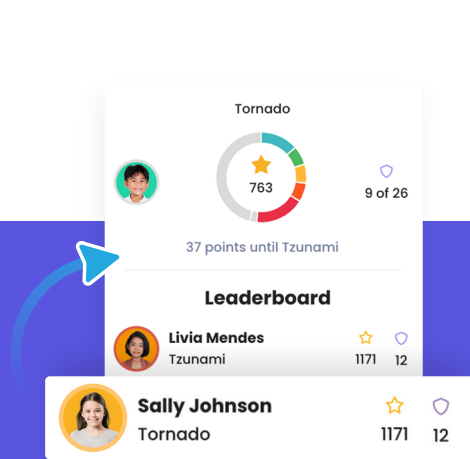 Tornado
763
9 of 26
37 points until Tzunami
Leaderboard
Livia Mendes
Tzunami
1171 12
Sally Johnson
Tornado
1171 12